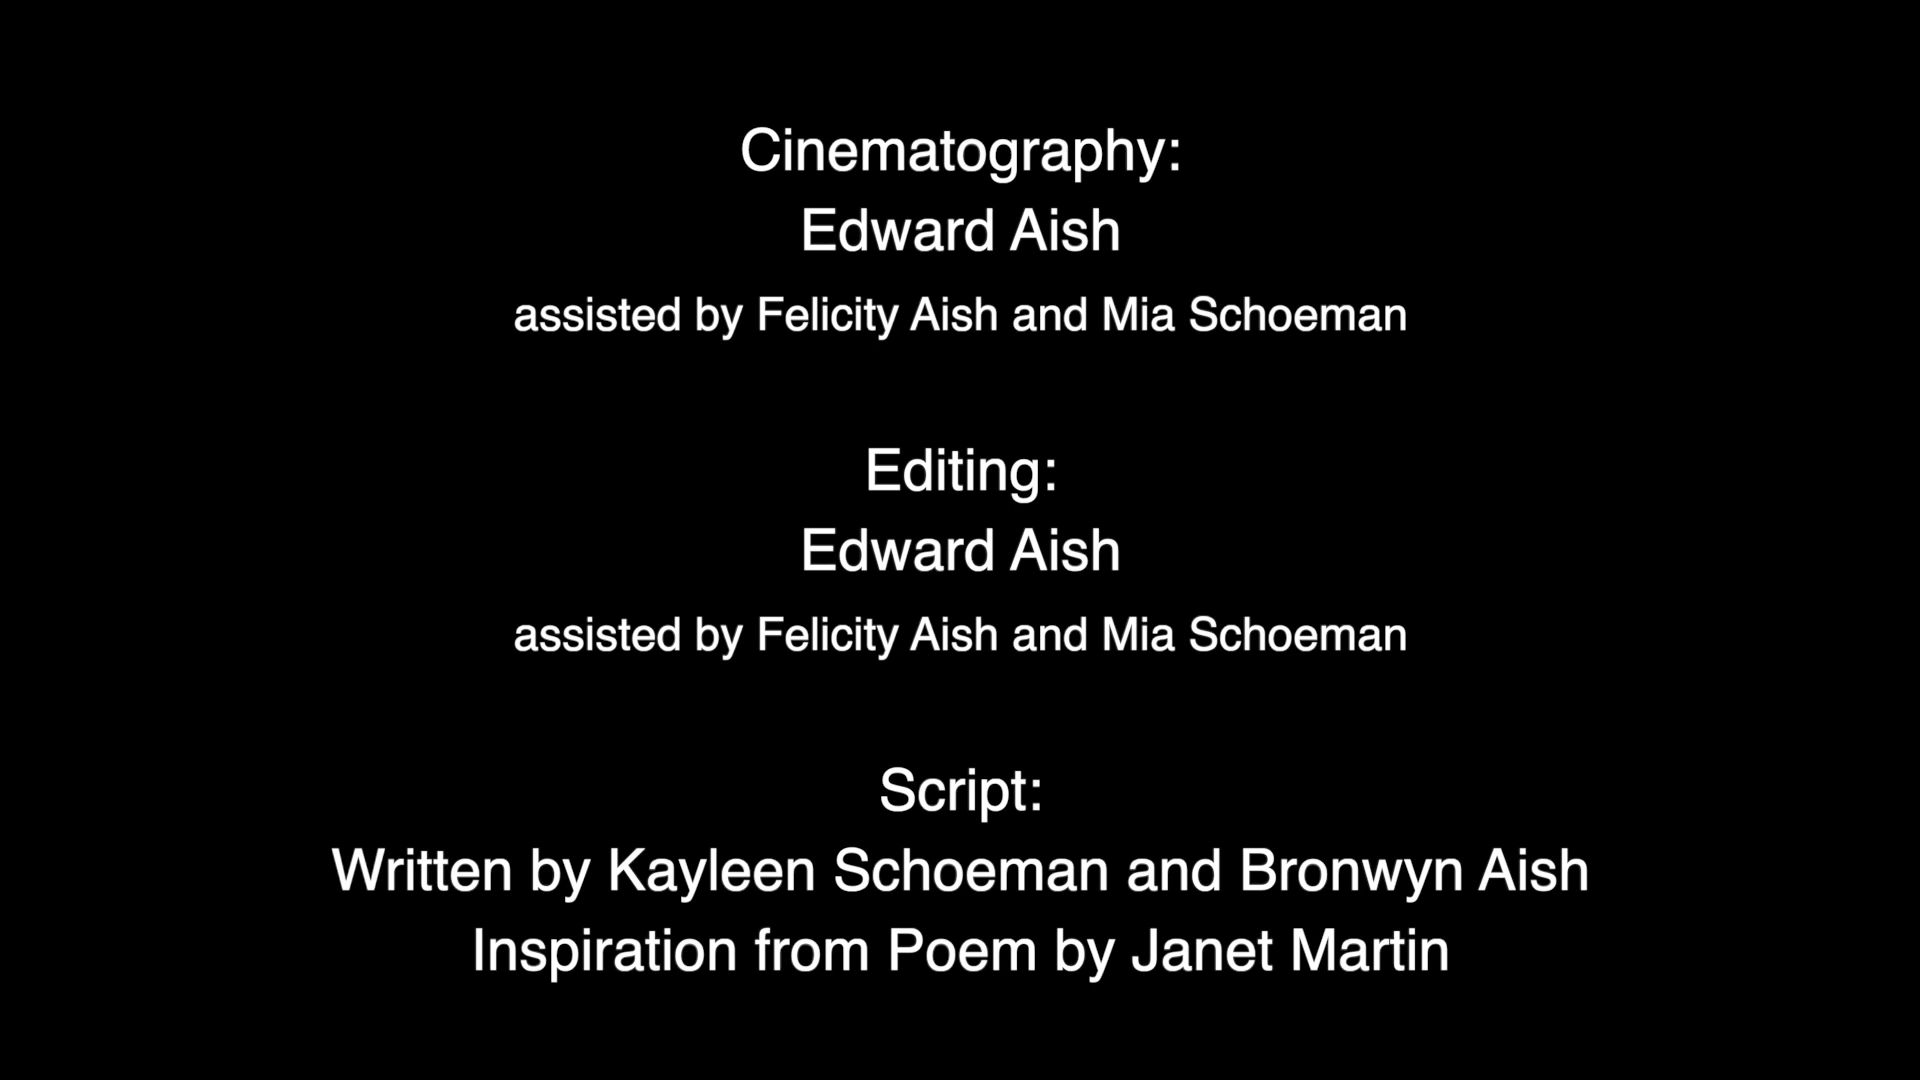 Cinematography:
Edward Aish
assisted by Felicity Aish and Mia Schoeman
Editing:
Edward Aish
assisted by Felicity Aish and Mia Schoeman
Script:
Written by Kayleen Schoeman and Bronwyn Aish
Inspiration from Poem by Janet Martin